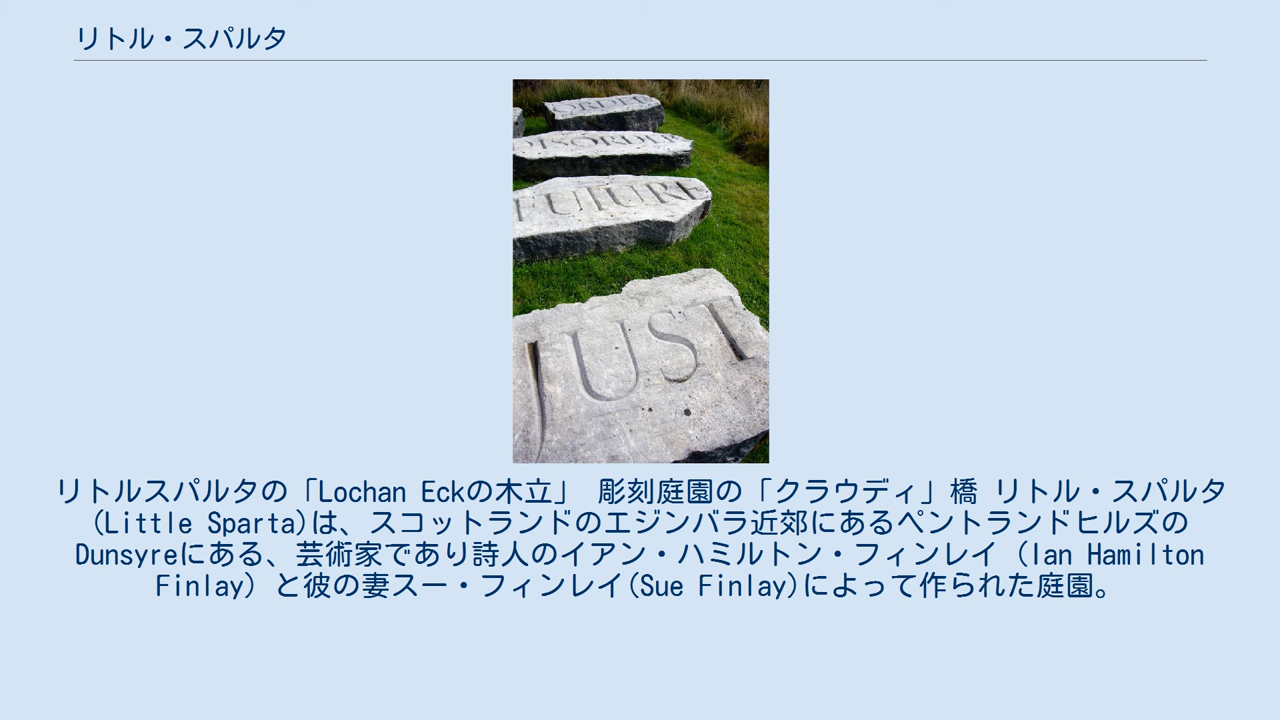 リトル・スパルタ
ORDER
DISORDER
FUTURE
JUST
リトルスパルタの「Lochan Eckの木立」 彫刻庭園の「クラウディ」橋 リトル・スパルタ
(Little Sparta)は、スコットランドのエジンバラ近郊にあるペントランドヒルズの
Dunsyreにある、芸術家であり詩人のイアン・ハミルトン・フィンレイ (Ian Hamilton
Finlay) と彼の妻スー・フィンレイ(Sue Finlay)によって作られた庭園。